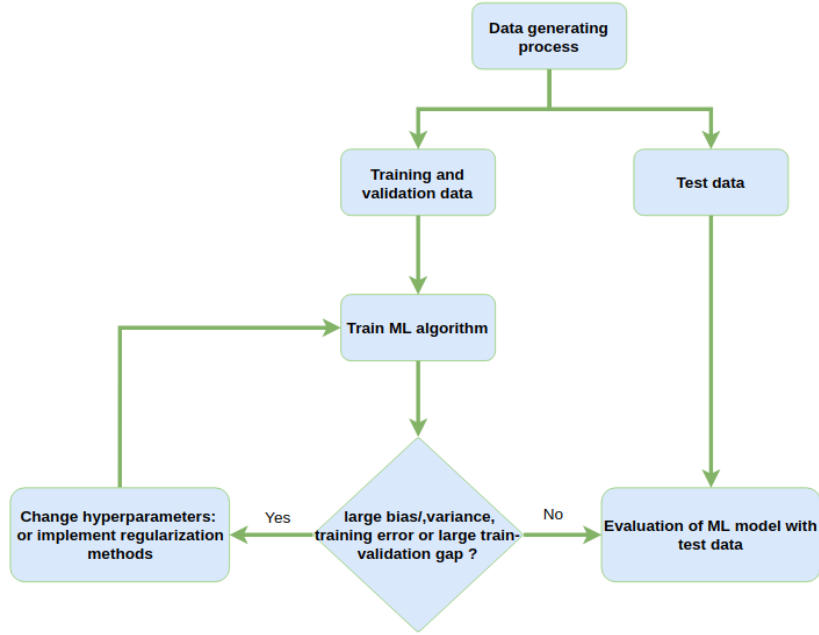 Data generating
process
Training and
validation data
Test data
Train ML algorithm
Change hyperparameters:
or implement regularization
methods
Yes
large bias/,variance,
training error or large train-
validation gap ?
No
Evaluation of ML model with
test data